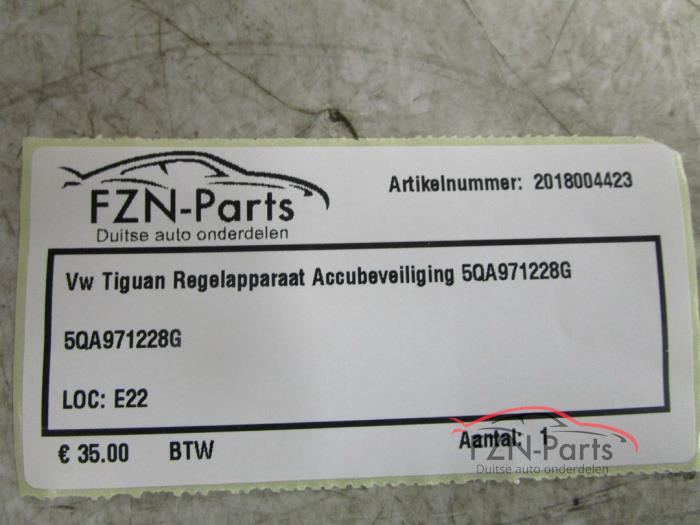 FZN-Parts
Duitse auto onderdelen
Artikelnummer: 2018004423
Vw Tiguan Regelapparaat Accubeveiliging 5QA971228G
5QA971228G
LOC: E22
€ 35.00 BTW Aantal: 1
FZN-Parts
Duitse auto onderdelen